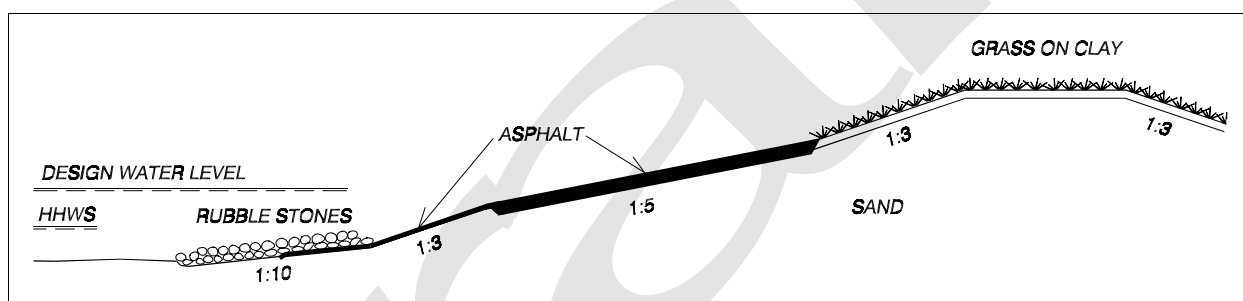 GRASS ON CLAY
ASPHALT
1:3
1:3
DESIGN WATER LEVEL
HHWS
RUBBLE STONES
1:5
SAND
1:3
1:10